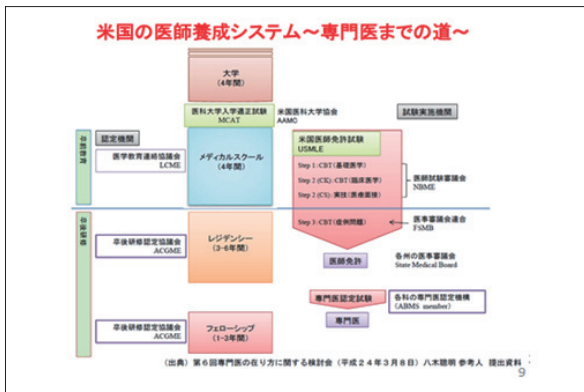 米国の医師養成システム～専門医までの道～
大学
(4年間)
医科大学入学適正試験
MCAT
米国医科大学協会
AAMC
試験実施機関
卒前教育
認定機関
医学教育連絡協議会
LCME
メディカルスクール
(4年間)
米国医師免許試験
USMLE
Step 1:CBT(基礎医学)
Step 2 (CK):CBT(臨床医学)
Step 2 (CS):実技(医療面接)
医師試験審議会
NBME
Step 3:CBT(症例問題)
医事審議会連合
FSMB
卒後研修
卒後研修認定協議会
ACGME
レジデンシー
(3-6年間)
医師免許
各州の医事審議会
State Medical Board
専門医認定試験
各科の専門医認定機構
(ABMS member)
専門医
卒後研修認定協議会
ACGME
フェローシップ
(1-3年間)
(出典) 第6回専門医の在り方に関する検討会 (平成24年3月8日) 八木聰明 参考人 提出資料
9